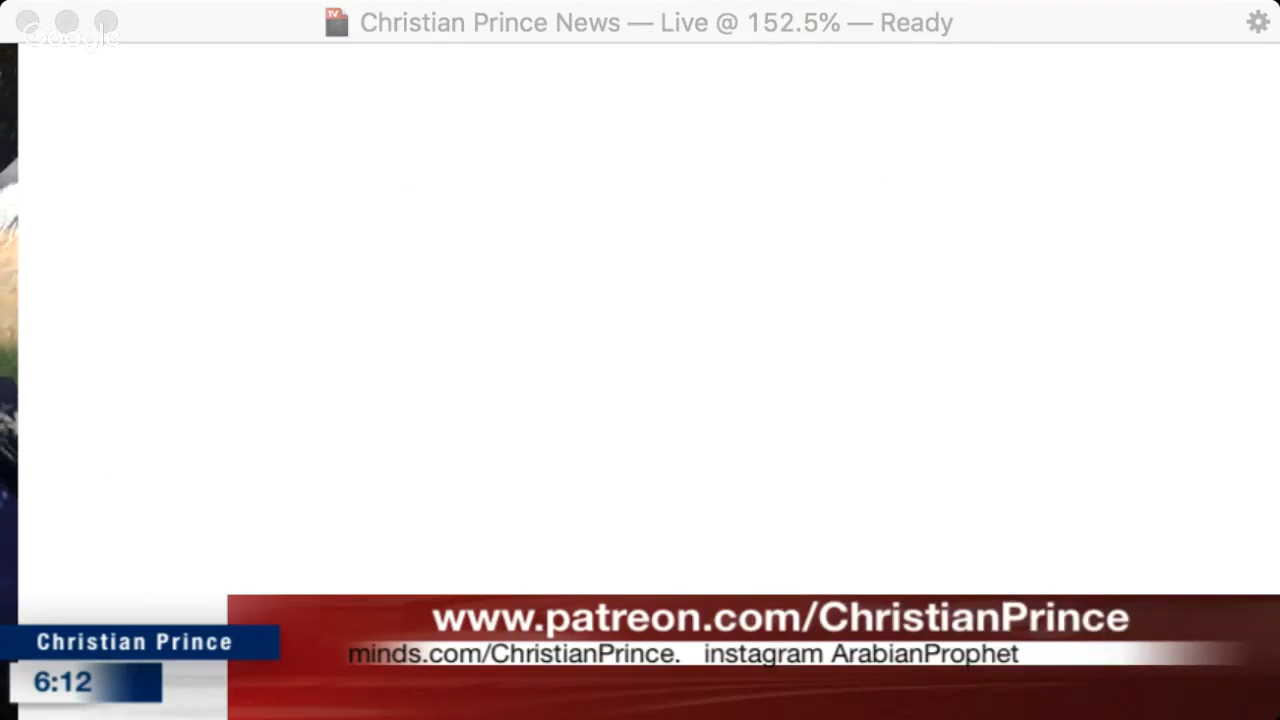 Christian Prince News — Live @ 152.5% — Ready
Google
www.patreon.com/ChristianPrince
Christian Prince
minds.com/ChristianPrince. instagram ArabianProphet
6:12